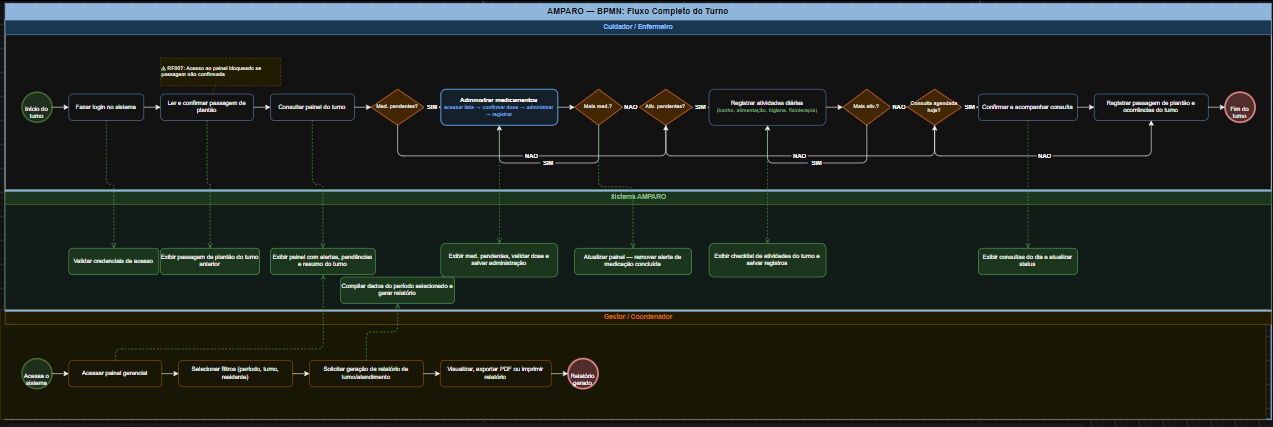 AMPARO — BPMN: Fluxo Completo do Turno
Cuidador / Enfermeiro
⚠ RF007: Acesso ao painel bloqueado se
passagem não confirmada
Início do
turno
Fazer login no sistema
Ler e confirmar passagem de
plantão
Consultar painel do turno
Med. pendentes?
SIM
Administrar medicamentos
acessar lista → confirmar dose → administrar
→ registrar
Mais med.?
NAO
Ativ. pendentes?
SIM
Registrar atividades diárias
(banho, alimentação, higiene, fisioterapia)
Mais ativ.?
NAO
Consulta agendada
hoje?
SIM
Confirmar e acompanhar consulta
Registrar passagem de plantão e
ocorrências do turno
Fim do
turno
NAO
SIM
NAO
SIM
NAO
Sistema AMPARO
Validar credenciais de acesso
Exibir passagem de plantão do turno
anterior
Exibir painel com alertas, pendências
e resumo do turno
Exibir med. pendentes, validar dose e
salvar administração
Atualizar painel — remover alerta de
medicação concluída
Exibir checklist de atividades do turno e
salvar registros
Exibir consultas do dia e atualizar
status
Compilar dados do período selecionado e
gerar relatório
Gestor / Coordenador
Acessa o
sistema
Acessar painel gerencial
Selecionar filtros (período, turno,
residente)
Solicitar geração de relatório de
turno/atendimento
Visualizar, exportar PDF ou imprimir
relatório
Relatório
gerado